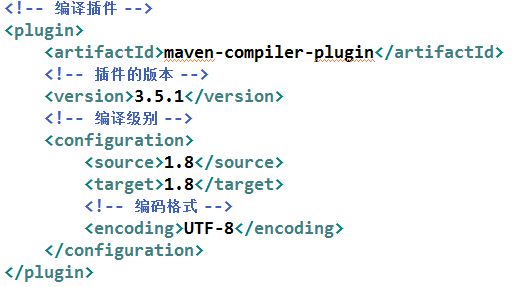 <!-- 编译插件 -->
<plugin>
    <artifactId>maven-compiler-plugin</artifactId>
    <!-- 插件的版本 -->
    <version>3.5.1</version>
    <!-- 编译级别 -->
    <configuration>
        <source>1.8</source>
        <target>1.8</target>
        <!-- 编码格式 -->
        <encoding>UTF-8</encoding>
    </configuration>
</plugin>